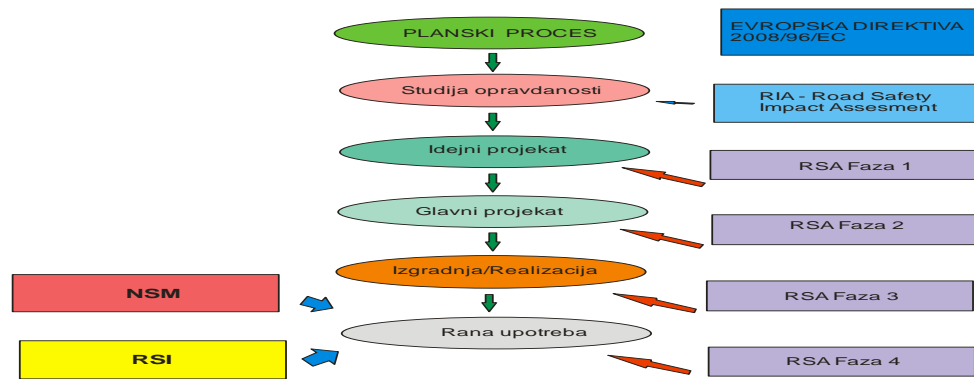 PLANSKI PROCES
EVROPSKA DIREKTIVA
2008/96/EC
Studija opravdanosti
RIA - Road Safety
Impact Assesment
Idejni projekat
RSA Faza 1
Glavni projekat
RSA Faza 2
Izgradnja/Realizacija
NSM
RSA Faza 3
Rana upotreba
RSI
RSA Faza 4